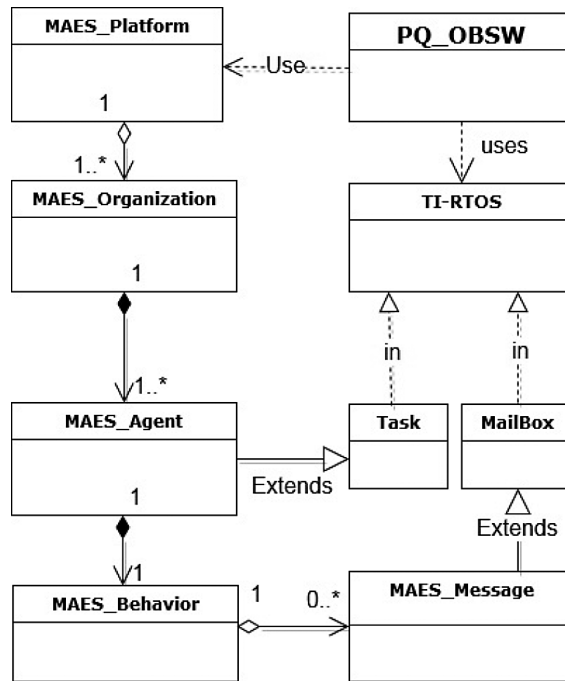 MAES_Platform
PQ_OBSW
Use
1
1..*
uses
MAES_Organization
TI-RTOS
1
in
in
1..*
MAES_Agent
Task
MailBox
Extends
1
Extends
1
MAES_Behavior
1
0..*
MAES_Message